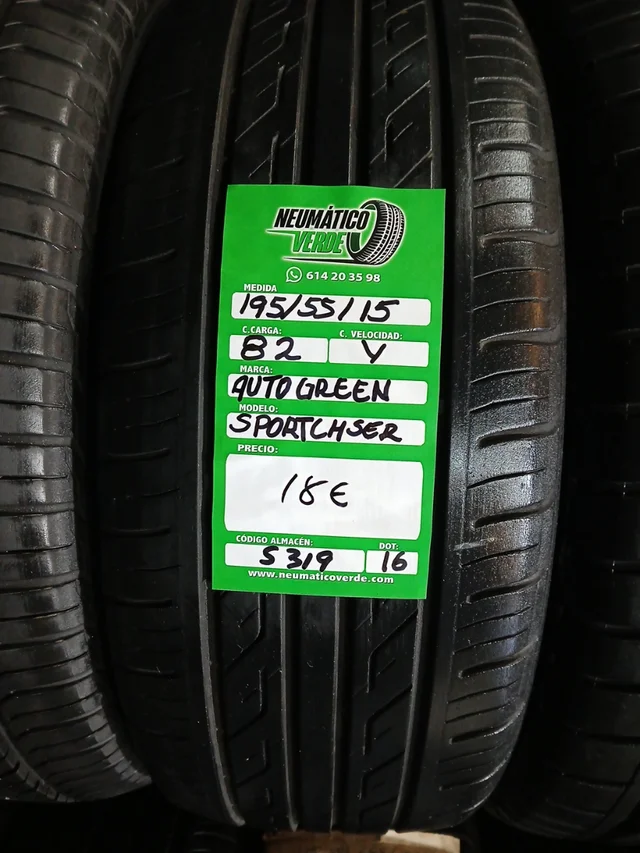 NEUMÁTICO
VERDE
614 20 35 98
MEDIDA
195/55/15
C.CARGA: C. VELOCIDAD:
82 V
MARCA:
AUTOGREEN
MODELO:
SPORTCHSER
PRECIO:
18€
CÓDIGO ALMACÉN: DOT:
S319 16
www.neumaticoverde.com